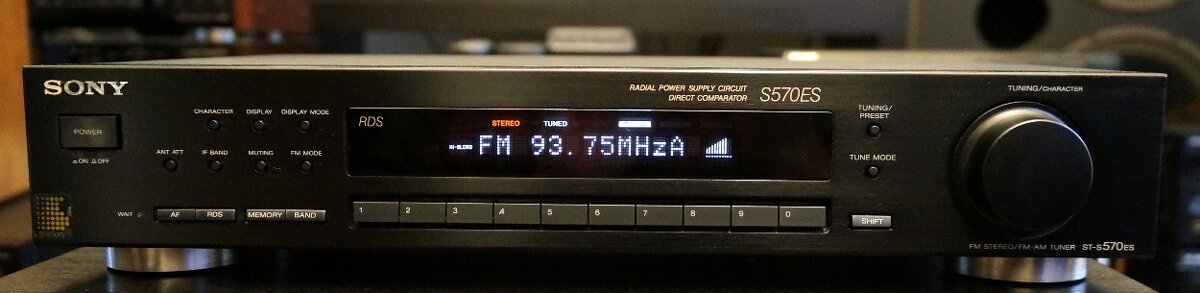 SONY
RADIAL POWER SUPPLY CIRCUIT
DIRECT COMPARATOR
S570ES
TUNING/CHARACTER
POWER
ON OFF
CHARACTER DISPLAY DISPLAY MODE
ANT ATT IF BAND MUTING FM MODE
RDS
STEREO TUNED
HI-BLEND FM 93.75MHzA
TUNING/
PRESET
TUNE MODE
WAIT
AF RDS MEMORY BAND
1 2 3 4 5 6 7 8 9 0
SHIFT
FM STEREO/FM-AM TUNER ST-S570ES